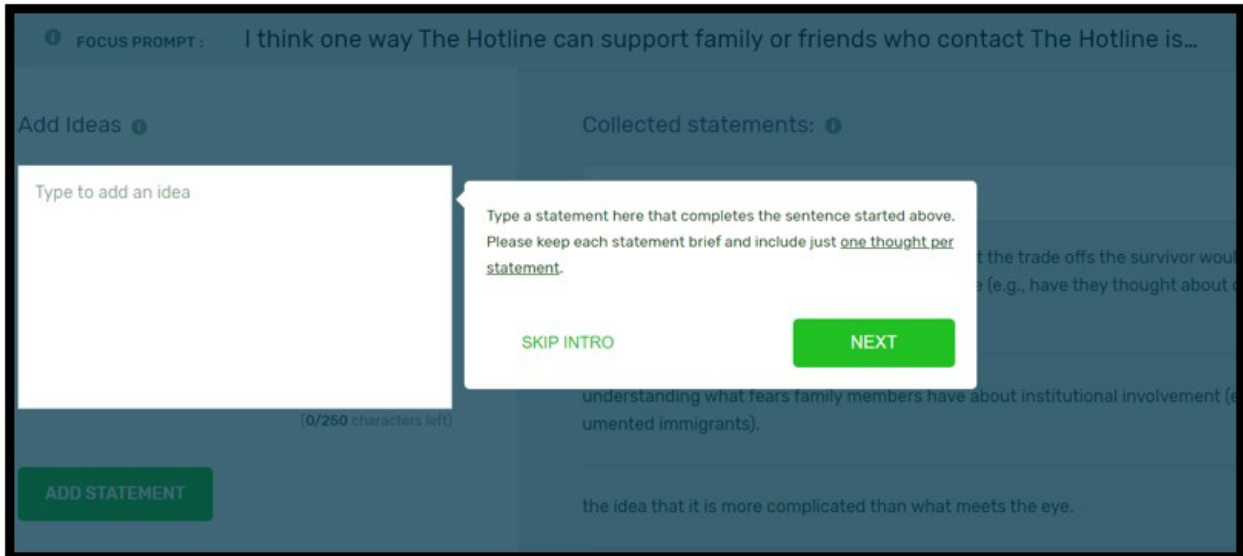 FOCUS PROMPT : I think one way The Hotline can support family or friends who contact The Hotline is...
Add Ideas
Collected statements:
Type to add an idea
Type a statement here that completes the sentence started above.
Please keep each statement brief and include just one thought per
statement.
SKIP INTRO
NEXT
t the trade offs the survivor woul
e (e.g., have they thought about
understanding what fears family members have about institutional involvement (e
umented immigrants).
(0/250 characters left)
ADD STATEMENT
the idea that it is more complicated than what meets the eye.